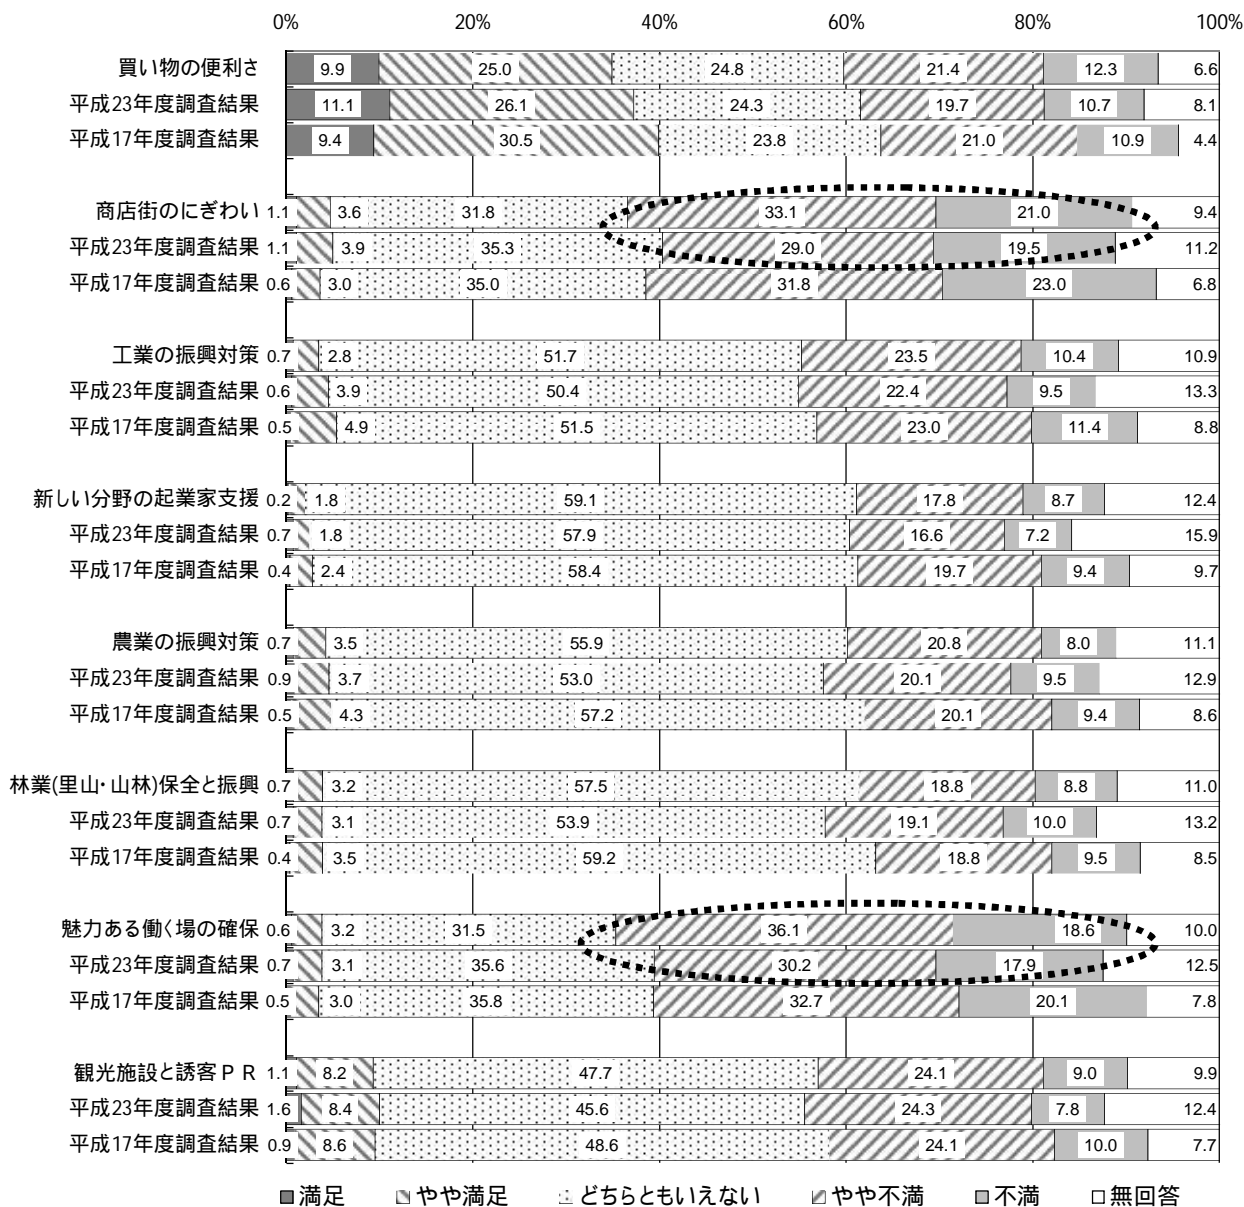 0% 20% 40% 60% 80% 100%
買い物の便利さ 9.9 25.0 24.8 21.4 12.3 6.6
平成23年度調査結果 11.1 26.1 24.3 19.7 10.7 8.1
平成17年度調査結果 9.4 30.5 23.8 21.0 10.9 4.4
商店街のにぎわい 1.1 3.6 31.8 33.1 21.0 9.4
平成23年度調査結果 1.1 3.9 35.3 29.0 19.5 11.2
平成17年度調査結果 0.6 3.0 35.0 31.8 23.0 6.8
工業の振興対策 0.7 2.8 51.7 23.5 10.4 10.9
平成23年度調査結果 0.6 3.9 50.4 22.4 9.5 13.3
平成17年度調査結果 0.5 4.9 51.5 23.0 11.4 8.8
新しい分野の起業家支援 0.2 1.8 59.1 17.8 8.7 12.4
平成23年度調査結果 0.7 1.8 57.9 16.6 7.2 15.9
平成17年度調査結果 0.4 2.4 58.4 19.7 9.4 9.7
農業の振興対策 0.7 3.5 55.9 20.8 8.0 11.1
平成23年度調査結果 0.9 3.7 53.0 20.1 9.5 12.9
平成17年度調査結果 0.5 4.3 57.2 20.1 9.4 8.6
林業(里山・山林)保全と振興 0.7 3.2 57.5 18.8 8.8 11.0
平成23年度調査結果 0.7 3.1 53.9 19.1 10.0 13.2
平成17年度調査結果 0.4 3.5 59.2 18.8 9.5 8.5
魅力ある働く場の確保 0.6 3.2 31.5 36.1 18.6 10.0
平成23年度調査結果 0.7 3.1 35.6 30.2 17.9 12.5
平成17年度調査結果 0.5 3.0 35.8 32.7 20.1 7.8
観光施設と誘客ＰＲ 1.1 8.2 47.7 24.1 9.0 9.9
平成23年度調査結果 1.6 8.4 45.6 24.3 7.8 12.4
平成17年度調査結果 0.9 8.6 48.6 24.1 10.0 7.7
満足 やや満足 どちらともいえない やや不満 不満 無回答